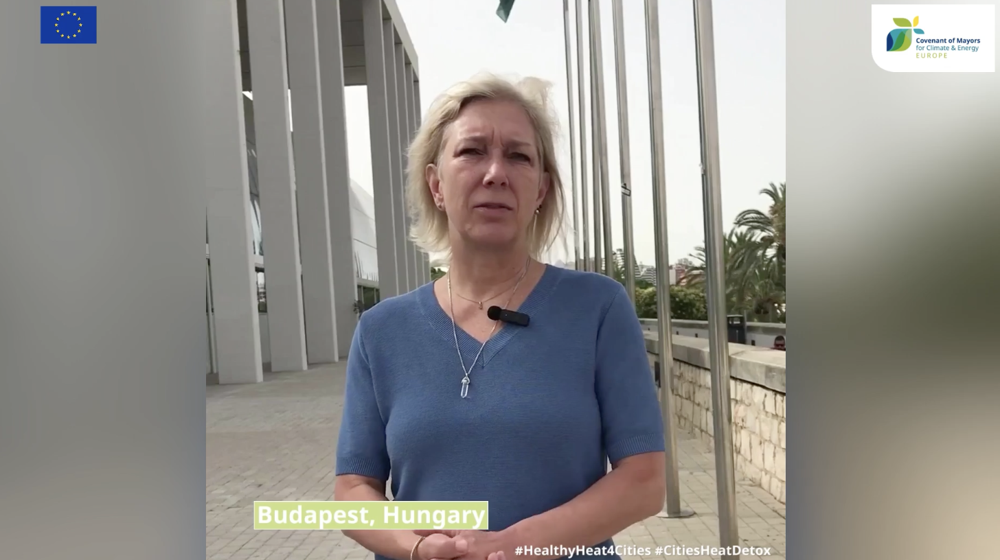 Covenant of Mayors
for Climate & Energy
EUROPE
Budapest, Hungary
#HealthyHeat4Cities #CitiesHeatDetox